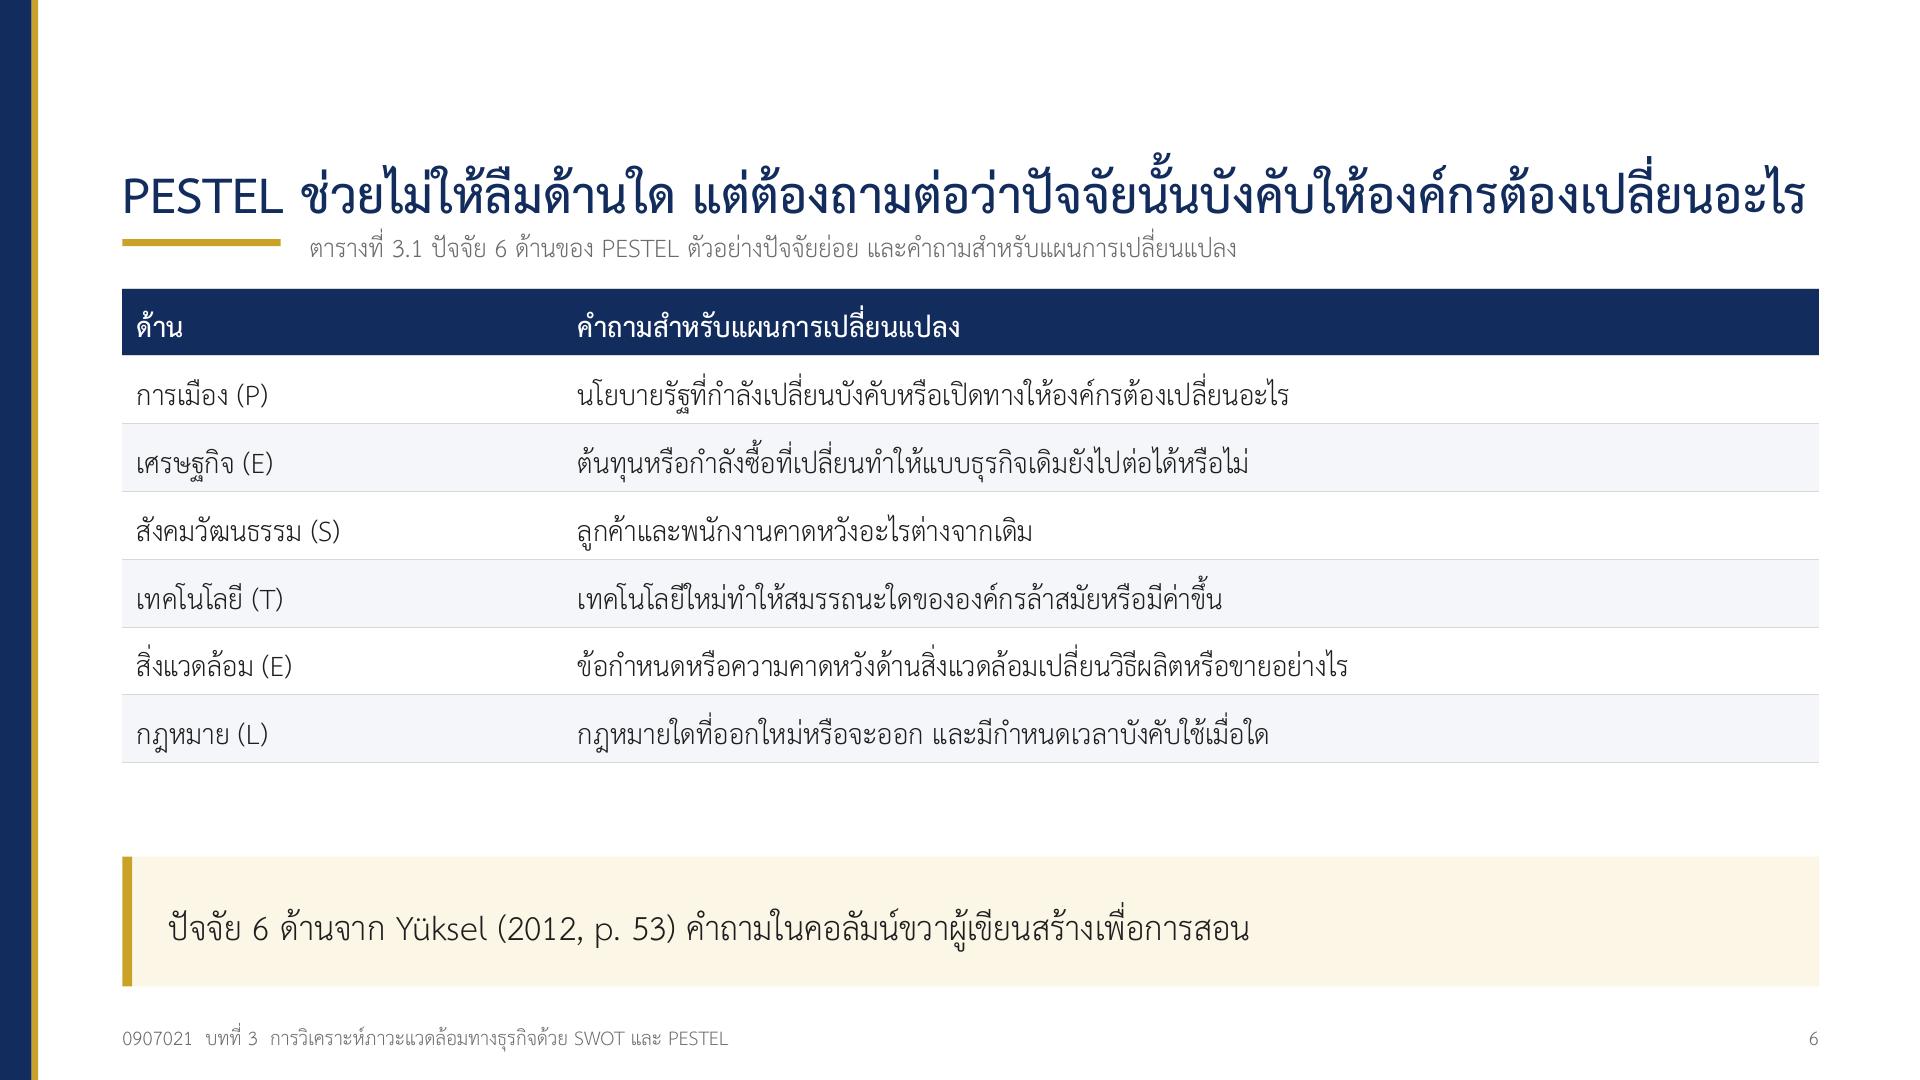 PESTEL ช่วยไม่ให้ลืมด้านใด แต่ต้องถามต่อว่าปัจจัยนั้นบังคับให้องค์กรต้องเปลี่ยนอะไร
ตารางที่ 3.1 ปัจจัย 6 ด้านของ PESTEL ตัวอย่างปัจจัยย่อย และคำถามสำหรับแผนการเปลี่ยนแปลง
ด้าน คำถามสำหรับแผนการเปลี่ยนแปลง
การเมือง (P) นโยบายรัฐที่กำลังเปลี่ยนบังคับหรือเปิดทางให้องค์กรต้องเปลี่ยนอะไร
เศรษฐกิจ (E) ต้นทุนหรือกำลังซื้อที่เปลี่ยนทำให้แบบธุรกิจเดิมยังไปต่อได้หรือไม่
สังคมวัฒนธรรม (S) ลูกค้าและพนักงานคาดหวังอะไรต่างจากเดิม
เทคโนโลยี (T) เทคโนโลยีใหม่ทำให้สมรรถนะใดขององค์กรล้าสมัยหรือมีค่าขึ้น
สิ่งแวดล้อม (E) ข้อกำหนดหรือความคาดหวังด้านสิ่งแวดล้อมเปลี่ยนวิธีผลิตหรือขายอย่างไร
กฎหมาย (L) กฎหมายใดที่ออกใหม่หรือจะออก และมีกำหนดเวลาบังคับใช้เมื่อใด
ปัจจัย 6 ด้านจาก Yüksel (2012, p. 53) คำถามในคอลัมน์ขวาผู้เขียนสร้างเพื่อการสอน
0907021 บทที่ 3 การวิเคราะห์ภาวะแวดล้อมทางธุรกิจด้วย SWOT และ PESTEL 6